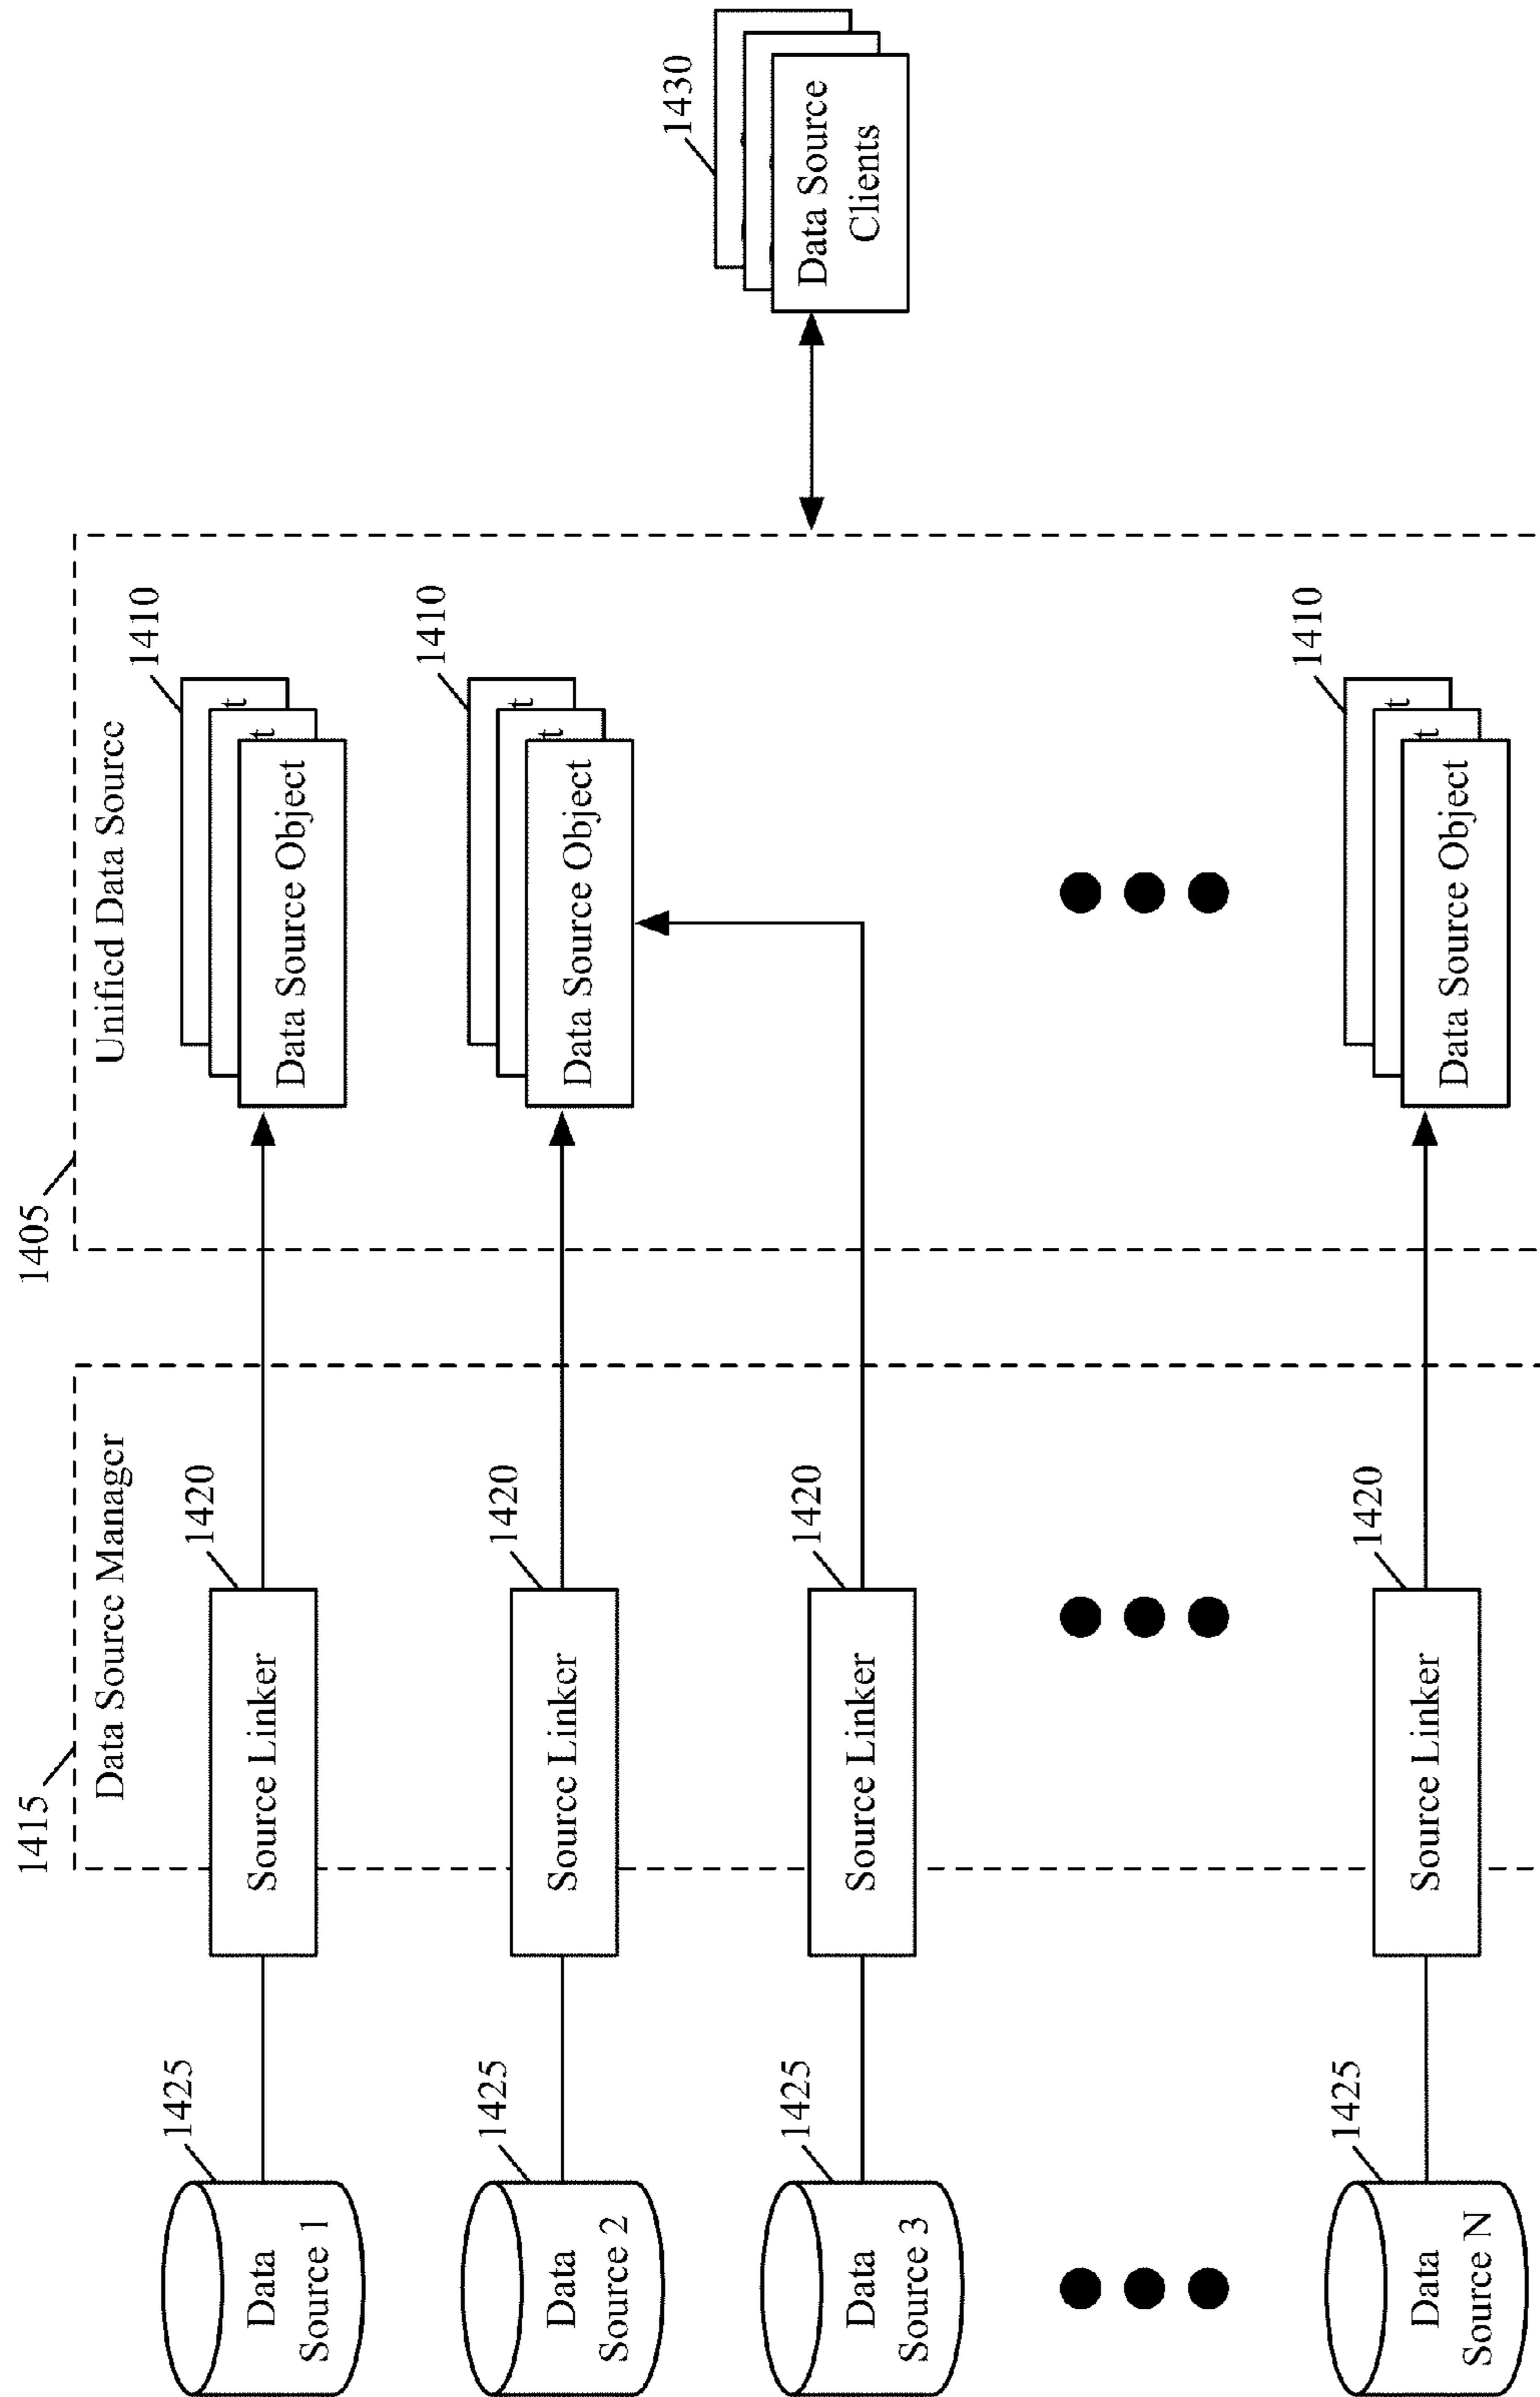 1415
1405
Data Source Manager
Unified Data Source
1425
1420
1410
Data
Source 1
Source Linker
Data Source Object
t
t
1425
1420
1410
Data
Source 2
Source Linker
Data Source Object
t
t
1430
Data Source
Clients
1425
1420
Data
Source 3
Source Linker
1425
1420
1410
Data
Source N
Source Linker
Data Source Object
t
t